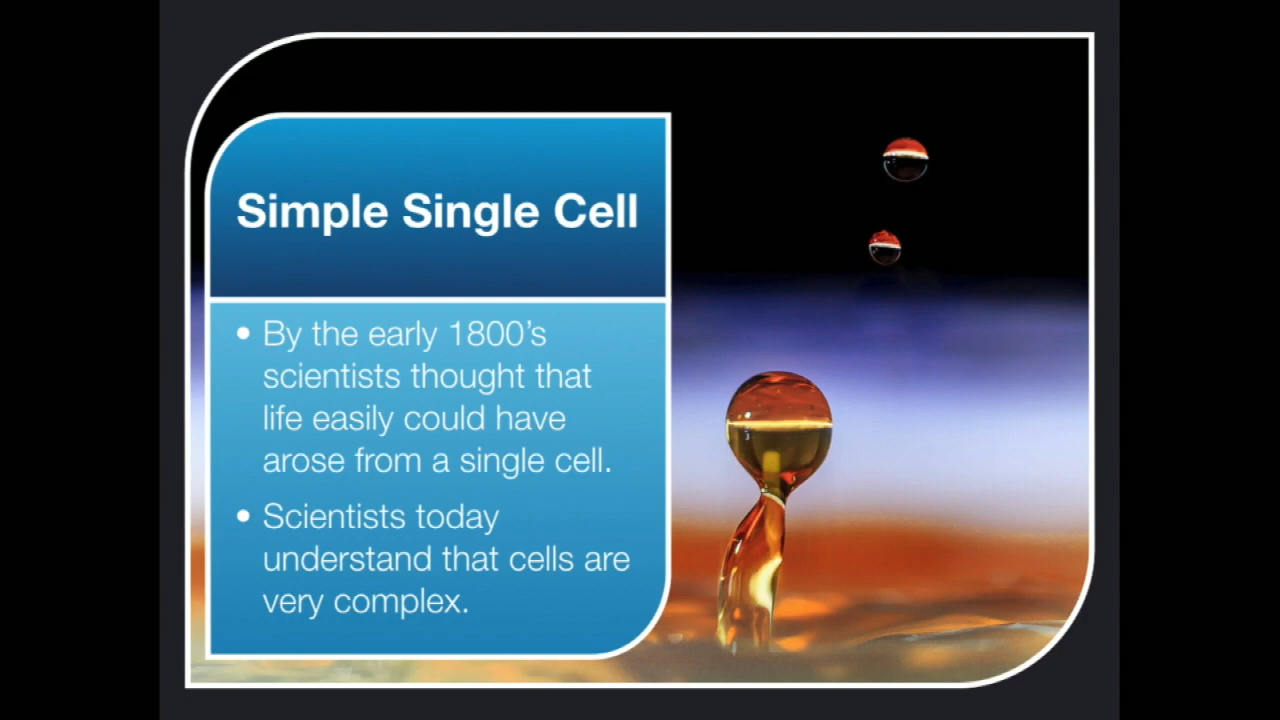 Simple Single Cell
• By the early 1800’s
scientists thought that
life easily could have
arose from a single cell.
• Scientists today
understand that cells are
very complex.